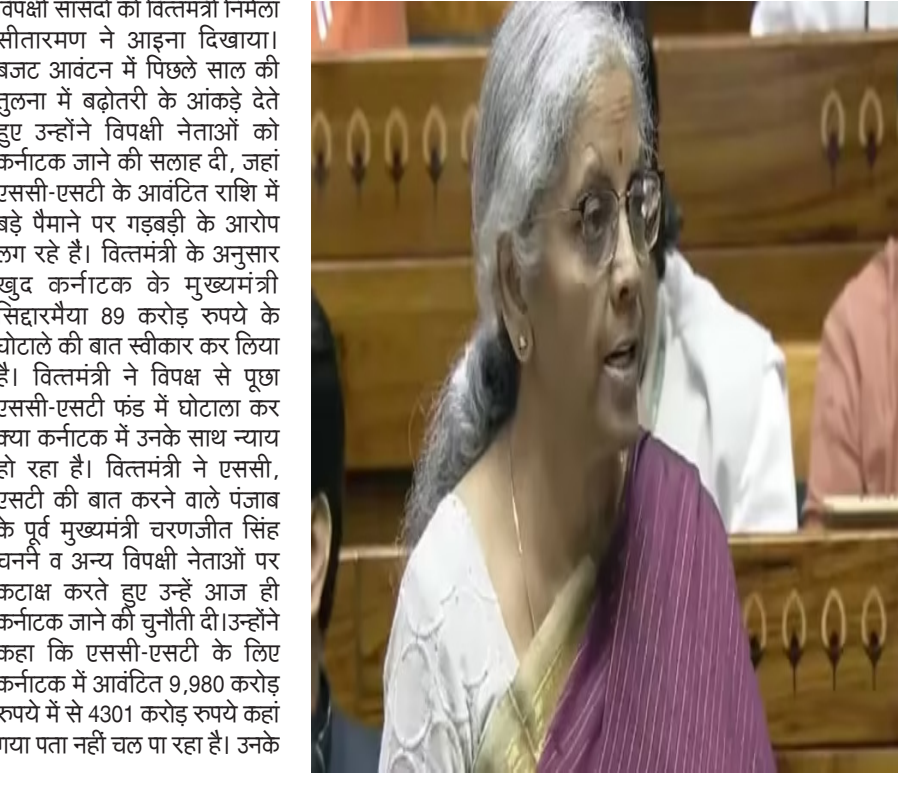 विपक्षी सांसदों को वित्तमंत्री निर्मला
सीतारमण ने आइना दिखाया।
बजट आवंटन में पिछले साल की
तुलना में बढ़ोतरी के आंकड़े देते
हुए उन्होंने विपक्षी नेताओं को
कर्नाटक जाने की सलाह दी, जहां
एससी-एसटी के आवंटित राशि में
बड़े पैमाने पर गड़बड़ी के आरोप
लग रहे हैं। वित्तमंत्री के अनुसार
खुद कर्नाटक के मुख्यमंत्री
सिद्दारमैया 89 करोड़ रुपये के
घोटाले की बात स्वीकार कर लिया
है। वित्तमंत्री ने विपक्ष से पूछा
एससी-एसटी फंड में घोटाला कर
क्या कर्नाटक में उनके साथ न्याय
हो रहा है। वित्तमंत्री ने एससी,
एसटी की बात करने वाले पंजाब
के पूर्व मुख्यमंत्री चरणजीत सिंह
चननी व अन्य विपक्षी नेताओं पर
कटाक्ष करते हुए उन्हें आज ही
कर्नाटक जाने की चुनौती दी।उन्होंने
कहा कि एससी-एसटी के लिए
कर्नाटक में आवंटित 9,980 करोड़
रुपये में से 4301 करोड़ रुपये कहां
गया पता नहीं चल पा रहा है। उनके